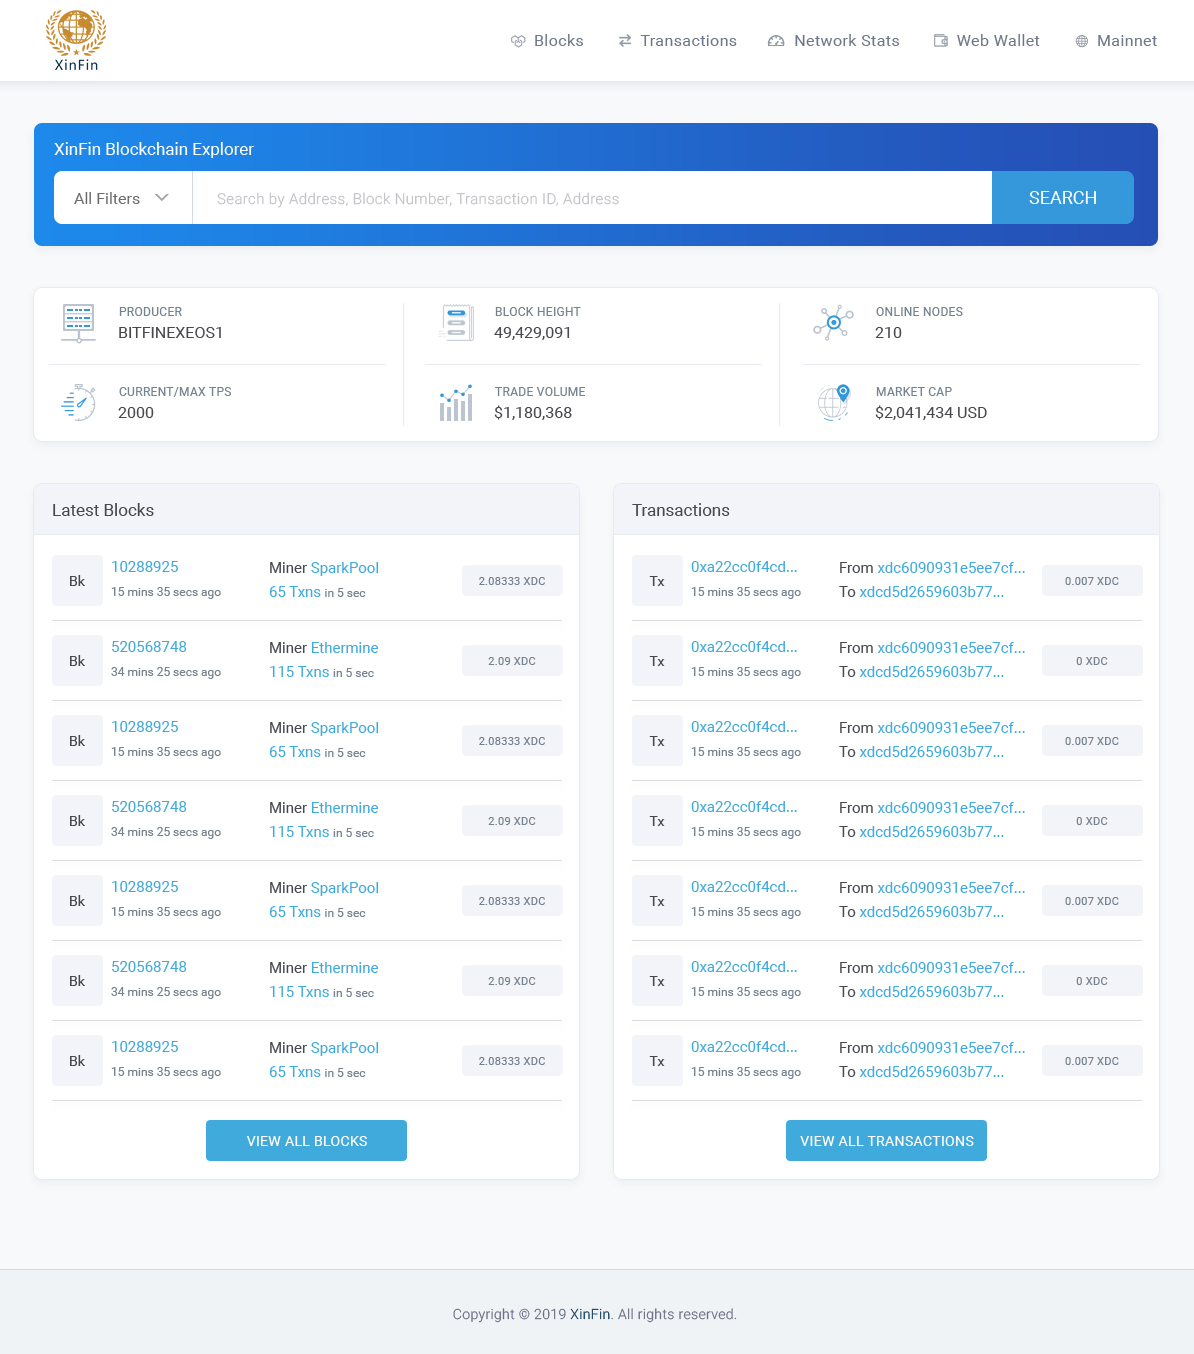 XinFin
Blocks
Transactions
Network Stats
Web Wallet
Mainnet
XinFin Blockchain Explorer
All Filters
Search by Address, Block Number, Transaction ID, Address
SEARCH
PRODUCER
BITFINEXEOS1
BLOCK HEIGHT
49,429,091
ONLINE NODES
210
CURRENT/MAX TPS
2000
TRADE VOLUME
$1,180,368
MARKET CAP
$2,041,434 USD
Latest Blocks
Bk
10288925
15 mins 35 secs ago
Miner SparkPool
65 Txns in 5 sec
2.08333 XDC
Bk
520568748
34 mins 25 secs ago
Miner Ethermine
115 Txns in 5 sec
2.09 XDC
Bk
10288925
15 mins 35 secs ago
Miner SparkPool
65 Txns in 5 sec
2.08333 XDC
Bk
520568748
34 mins 25 secs ago
Miner Ethermine
115 Txns in 5 sec
2.09 XDC
Bk
10288925
15 mins 35 secs ago
Miner SparkPool
65 Txns in 5 sec
2.08333 XDC
Bk
520568748
34 mins 25 secs ago
Miner Ethermine
115 Txns in 5 sec
2.09 XDC
Bk
10288925
15 mins 35 secs ago
Miner SparkPool
65 Txns in 5 sec
2.08333 XDC
VIEW ALL BLOCKS
Transactions
Tx
0xa22cc0f4cd...
15 mins 35 secs ago
From xdc6090931e5ee7cf...
To xdcd5d2659603b77...
0.007 XDC
Tx
0xa22cc0f4cd...
15 mins 35 secs ago
From xdc6090931e5ee7cf...
To xdcd5d2659603b77...
0 XDC
Tx
0xa22cc0f4cd...
15 mins 35 secs ago
From xdc6090931e5ee7cf...
To xdcd5d2659603b77...
0.007 XDC
Tx
0xa22cc0f4cd...
15 mins 35 secs ago
From xdc6090931e5ee7cf...
To xdcd5d2659603b77...
0 XDC
Tx
0xa22cc0f4cd...
15 mins 35 secs ago
From xdc6090931e5ee7cf...
To xdcd5d2659603b77...
0.007 XDC
Tx
0xa22cc0f4cd...
15 mins 35 secs ago
From xdc6090931e5ee7cf...
To xdcd5d2659603b77...
0 XDC
Tx
0xa22cc0f4cd...
15 mins 35 secs ago
From xdc6090931e5ee7cf...
To xdcd5d2659603b77...
0.007 XDC
VIEW ALL TRANSACTIONS
Copyright © 2019 XinFin. All rights reserved.